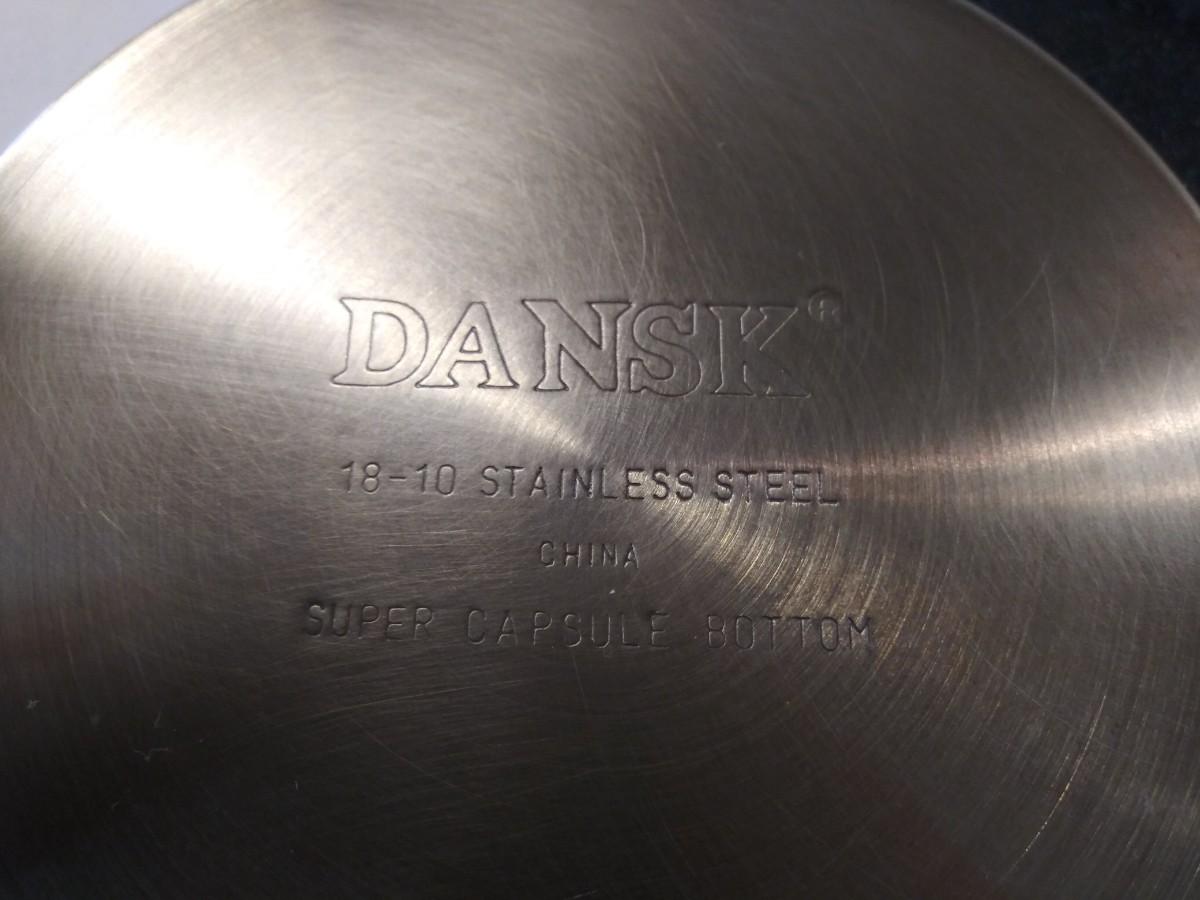 DANSK®
18-10 STAINLESS STEEL
CHINA
SUPER CAPSULE BOTTOM